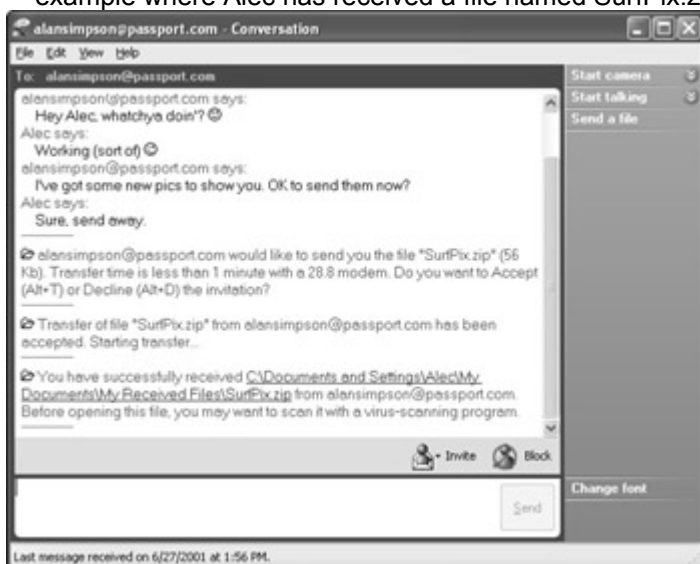 example where Alec has received a file named SurfPix.z
alansimpson@passport.com - Conversation
File Edit View Help
To: alansimpson@passport.com
Start camera
Start talking
Send a file
alansimpson@passport.com says:
Hey Alec, whatchya doin'?
Alec says:
Working (sort of)
alansimpson@passport.com says:
I've got some new pics to show you. OK to send them now?
Alec says:
Sure, send away.
alansimpson@passport.com would like to send you the file "SurfPix.zip" (56
Kb). Transfer time is less than 1 minute with a 28.8 modem. Do you want to Accept
(Alt+T) or Decline (Alt+D) the invitation?
Transfer of file "SurfPix.zip" from alansimpson@passport.com has been
accepted. Starting transfer...
You have successfully received C:\Documents and Settings\Alec\My
Documents\My Received Files\SurfPix.zip from alansimpson@passport.com.
Before opening this file, you may want to scan it with a virus-scanning program.
Invite Block
Change font
Send
Last message received on 6/27/2001 at 1:56 PM.